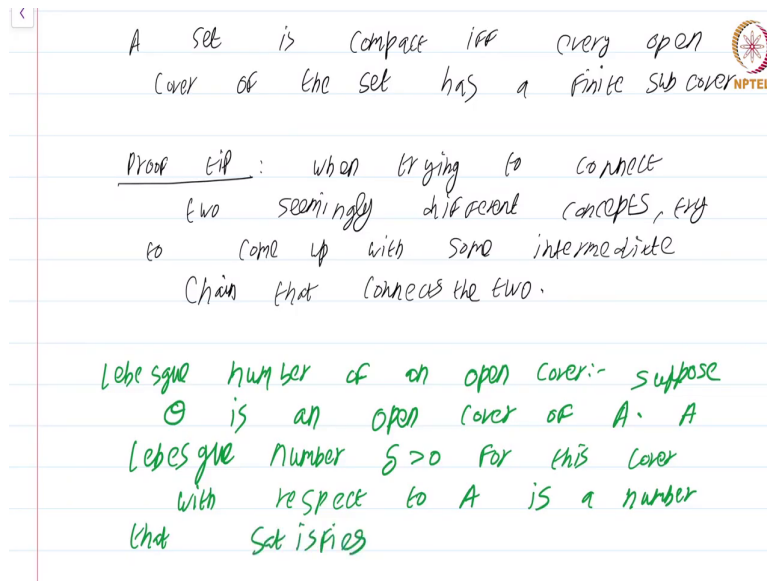 A set is compact iff every open
cover of the set has a finite subcover
NPTEL
Proof tip : when trying to connect
two seemingly different concepts, try
to come up with some intermediate
chain that connects the two.
Lebesgue number of an open cover:- suppose
Θ is an open cover of A. A
Lebesgue number δ>0 for this cover
with respect to A is a number
that satisfies